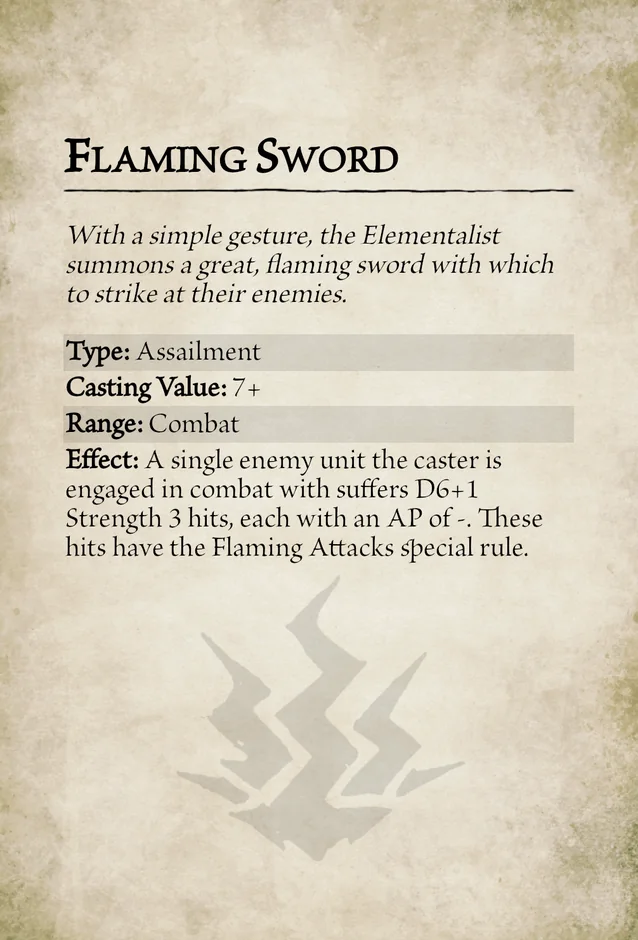 Flaming Sword
With a simple gesture, the Elementalist
summons a great, flaming sword with which
to strike at their enemies.
Type: Assailment
Casting Value: 7+
Range: Combat
Effect: A single enemy unit the caster is
engaged in combat with suffers D6+1
Strength 3 hits, each with an AP of -. These
hits have the Flaming Attacks special rule.